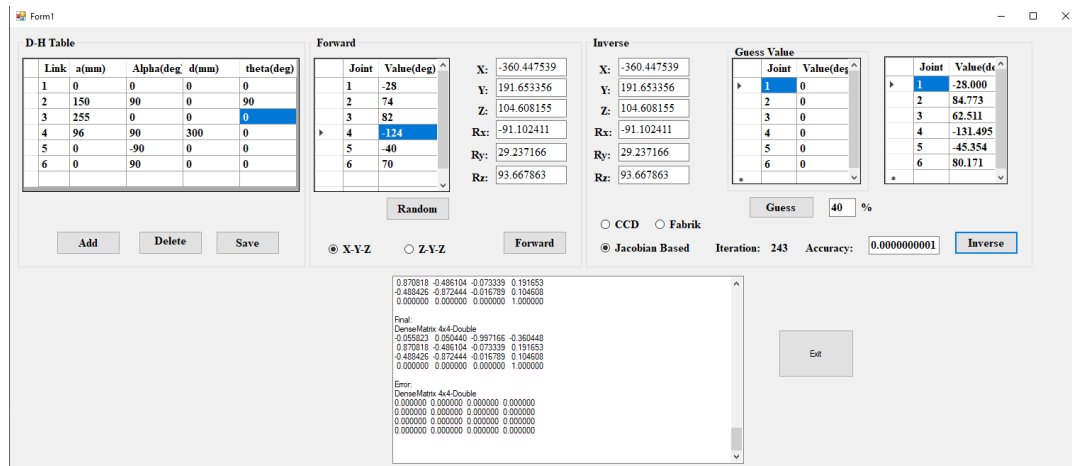 Form1
D-H Table
Link a(mm) Alpha(deg d(mm) theta(deg)
1 0 0 0 0
2 150 90 0 90
3 255 0 0 0
4 96 90 300 0
5 0 -90 0 0
6 0 90 0 0
Add Delete Save
Forward
Joint Value(deg)
1 -28
2 74
3 82
4 -124
5 -40
6 70
X: -360.447539
Y: 191.653356
Z: 104.608155
Rx: -91.102411
Ry: 29.237166
Rz: 93.667863
Random
X-Y-Z Z-Y-Z Forward
Inverse
X: -360.447539
Y: 191.653356
Z: 104.608155
Rx: -91.102411
Ry: 29.237166
Rz: 93.667863
Guess Value
Joint Value(deg
1 0
2 0
3 0
4 0
5 0
6 0
*
Joint Value(de
1 -28.000
2 84.773
3 62.511
4 -131.495
5 -45.354
6 80.171
*
Guess 40 %
CCD Fabrik
Jacobian Based Iteration: 243 Accuracy: 0.0000000001 Inverse
0.870818 -0.486104 -0.073339 0.191653
-0.488426 -0.872444 -0.016789 0.104608
0.000000 0.000000 0.000000 1.000000
Final:
DenseMatrix 4x4-Double
-0.055823 0.050440 -0.997166 -0.360448
0.870818 -0.486104 -0.073339 0.191653
-0.488426 -0.872444 -0.016789 0.104608
0.000000 0.000000 0.000000 1.000000
Error:
DenseMatrix 4x4-Double
0.000000 0.000000 0.000000 0.000000
0.000000 0.000000 0.000000 0.000000
0.000000 0.000000 0.000000 0.000000
0.000000 0.000000 0.000000 0.000000
Exit